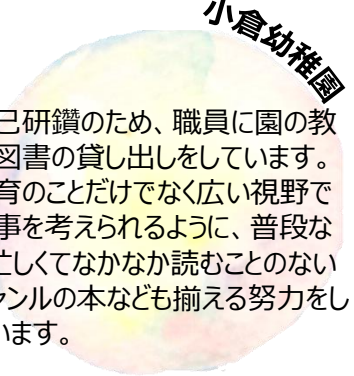 小倉幼稚園
己研鑽のため、職員に園の教
図書の貸し出しをしています。
育のことだけでなく広い視野で
事を考えられるように、普段な
忙しくてなかなか読むことのない
ャンルの本なども揃える努力をし
います。